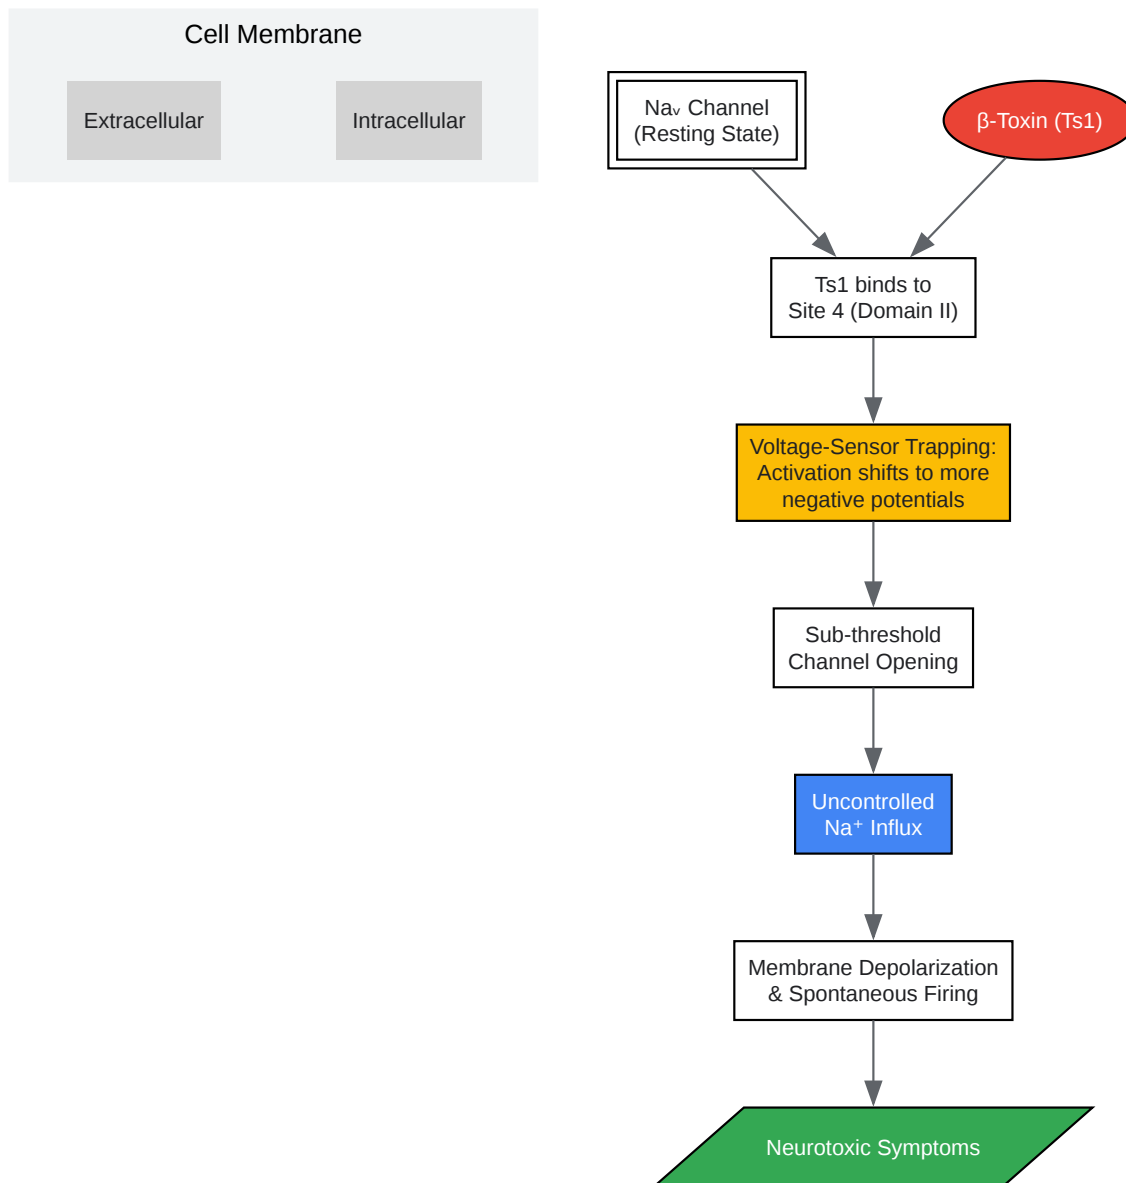 Cell Membrane
Extracellular
Intracellular
Naᵥ Channel
(Resting State)
β-Toxin (Ts1)
Ts1 binds to
Site 4 (Domain II)
Voltage-Sensor Trapping:
Activation shifts to more
negative potentials
Sub-threshold
Channel Opening
Uncontrolled
Na⁺ Influx
Membrane Depolarization
& Spontaneous Firing
Neurotoxic Symptoms